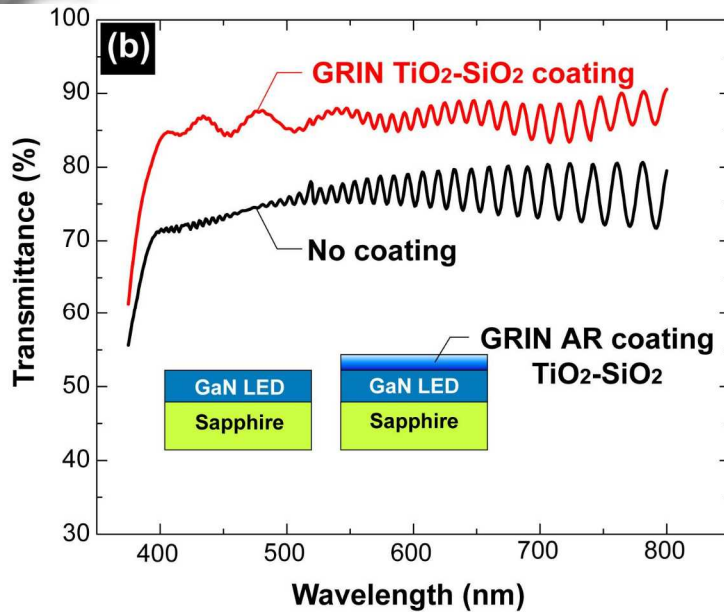 100
(b)
GRIN TiO2-SiO2 coating
90
80
70
No coating
60
GRIN AR coating
TiO2-SiO2
50
GaN LED
GaN LED
Sapphire
Sapphire
40
30
400 500 600 700 800
Transmittance (%)
Wavelength (nm)